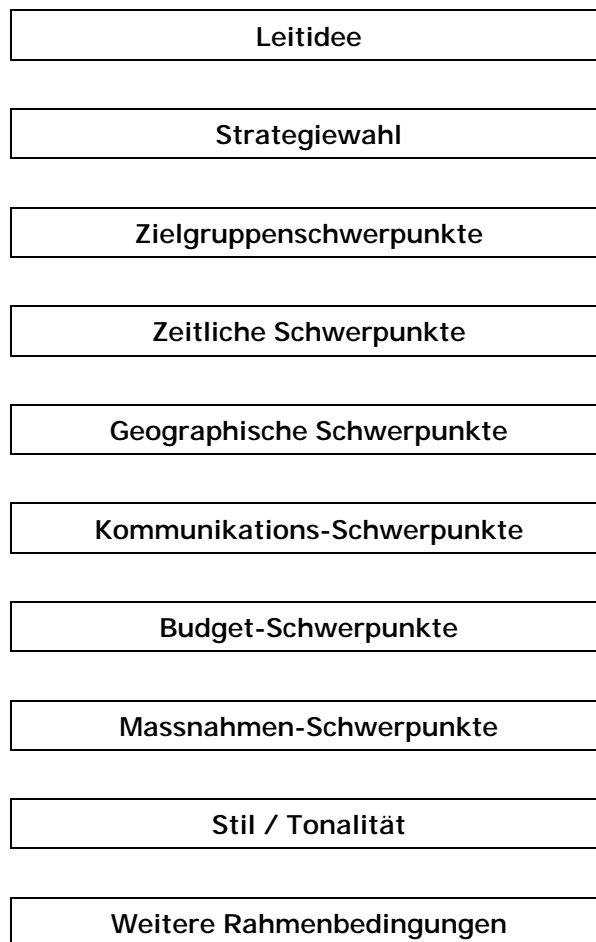 Leitidee
Strategiewahl
Zielgruppenschwerpunkte
Zeitliche Schwerpunkte
Geographische Schwerpunkte
Kommunikations-Schwerpunkte
Budget-Schwerpunkte
Massnahmen-Schwerpunkte
Stil / Tonalität
Weitere Rahmenbedingungen